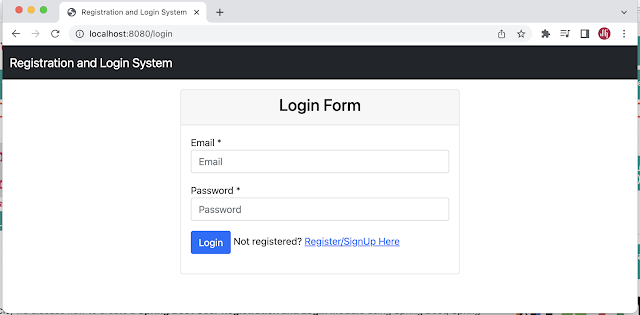 Registration and Login System
localhost:8080/login
Registration and Login System
Login Form
Email *
Email
Password *
Password
Login Not registered? Register/SignUp Here